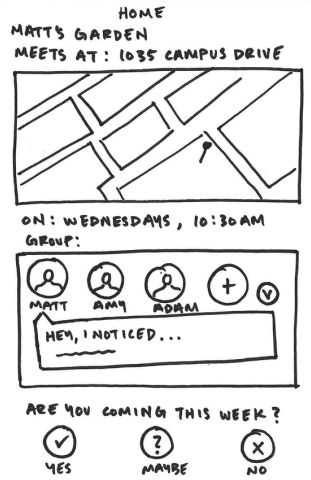 HOME
MATT'S GARDEN
MEETS AT: 1035 CAMPUS DRIVE
ON: WEDNESDAYS, 10:30AM
GROUP:
+
V
MATT AMY ADAM
HEY, I NOTICED...
ARE YOU COMING THIS WEEK?
✓ ? X
YES MAYBE NO